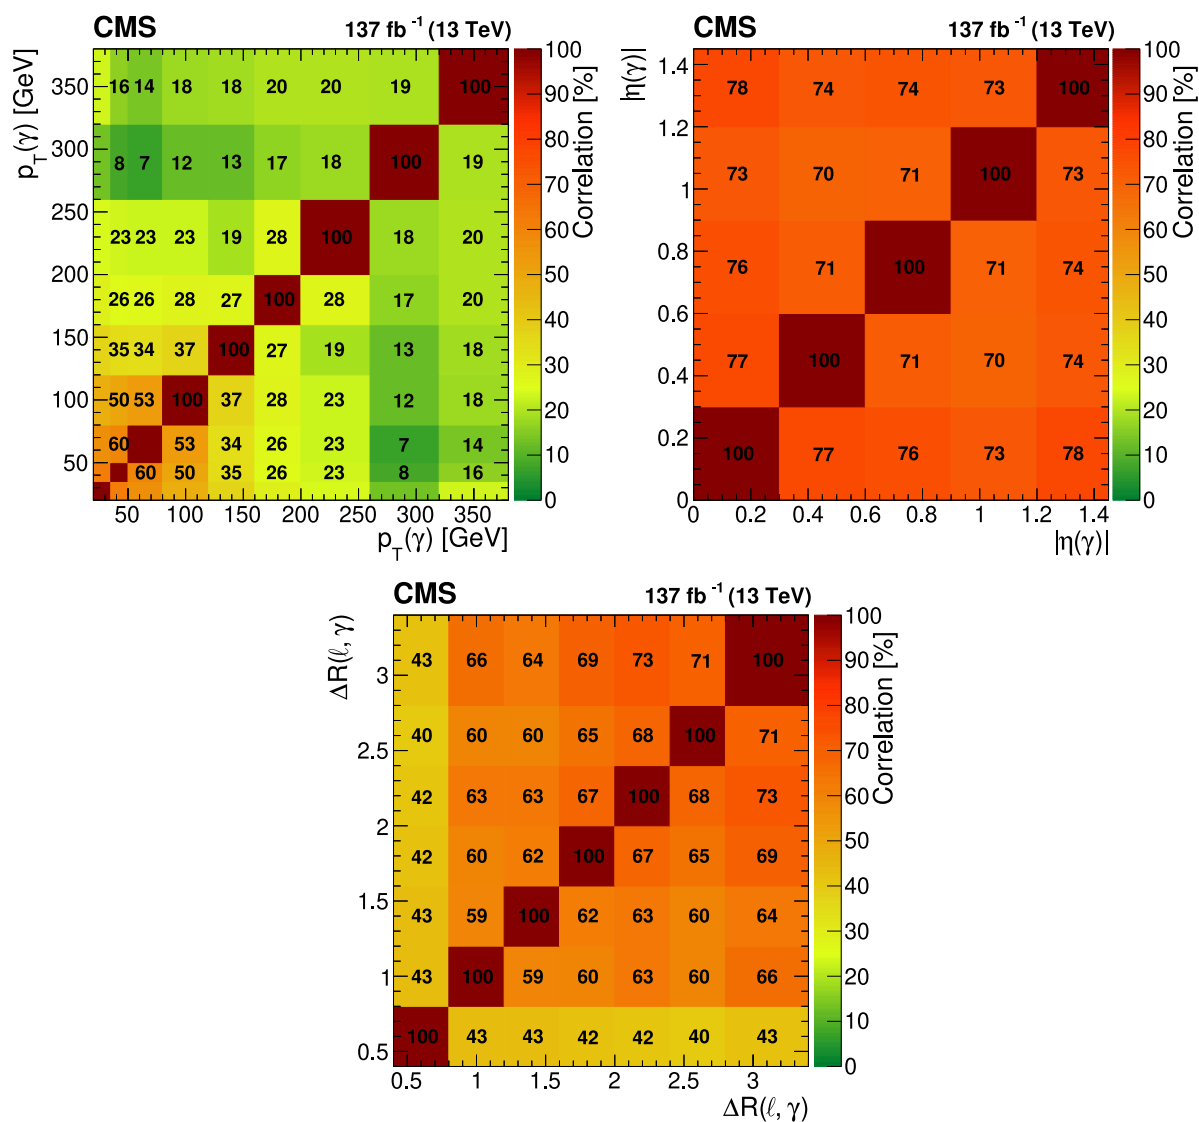 CMS 137 fb⁻¹ (13 TeV)
p_T(γ) [GeV]
350 16 14 18 18 20 20 19 100
300 8 7 12 13 17 18 100 19
250
23 23 23 19 28 100 18 20
200
26 26 28 27 100 28 17 20
150
35 34 37 100 27 19 13 18
100 50 53 100 37 28 23 12 18
60 53 34 26 23 7 14
50 60 50 35 26 23 8 16
50 100 150 200 250 300 350
p_T(γ) [GeV]
100
90
80
70
60
50
40
30
20
10
0
Correlation [%]
CMS 137 fb⁻¹ (13 TeV)
|η(γ)|
1.4
78 74 74 73 100
1.2
73 70 71 100 73
1
0.8
76 71 100 71 74
0.6
77 100 71 70 74
0.4
0.2 100 77 76 73 78
0
0 0.2 0.4 0.6 0.8 1 1.2 1.4
|η(γ)|
100
90
80
70
60
50
40
30
20
10
0
Correlation [%]
CMS 137 fb⁻¹ (13 TeV)
ΔR(ℓ, γ)
43 66 64 69 73 71 100
3
40 60 60 65 68 100 71
2.5
42 63 63 67 100 68 73
2
42 60 62 100 67 65 69
1.5
43 59 100 62 63 60 64
1 43 100 59 60 63 60 66
100 43 43 42 42 40 43
0.5
0.5 1 1.5 2 2.5 3
ΔR(ℓ, γ)
100
90
80
70
60
50
40
30
20
10
0
Correlation [%]